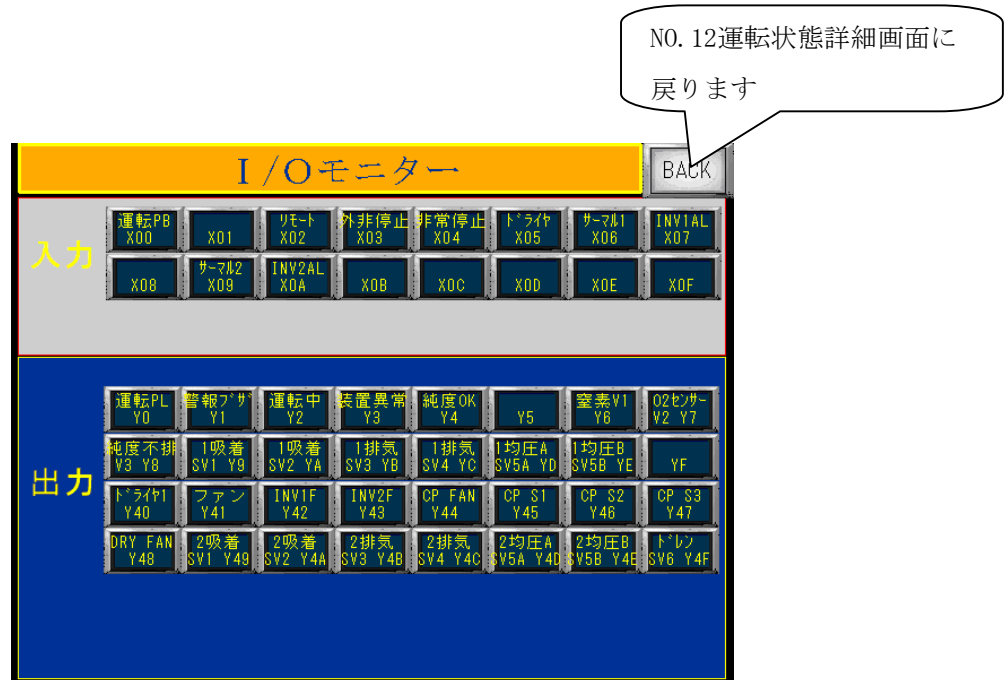 NO.12運転状態詳細画面に
戻ります
I/Oモニター
BACK
入力
運転PB
X00
X01
リモート
X02
外非停止
X03
非常停止
X04
ドライヤ
X05
サーマル1
X06
INV1AL
X07
X08
サーマル2
X09
INV2AL
X0A
X0B
X0C
X0D
X0E
X0F
出力
運転PL
Y0
警報ブザ
Y1
運転中
Y2
装置異常
Y3
純度OK
Y4
Y5
窒素V1
Y6
O2センサー
V2 Y7
純度不排
V3 Y8
1吸着
SV1 Y9
1吸着
SV2 YA
1排気
SV3 YB
1排気
SV4 YC
1均圧A
SV5A YD
1均圧B
SV5B YE
YF
ドライヤ1
Y40
ファン
Y41
INV1F
Y42
INV2F
Y43
CP FAN
Y44
CP S1
Y45
CP S2
Y46
CP S3
Y47
DRY FAN
Y48
2吸着
SV1 Y49
2吸着
SV2 Y4A
2排気
SV3 Y4B
2排気
SV4 Y4C
2均圧A
SV5A Y4D
2均圧B
SV5B Y4E
ドレン
SV6 Y4F